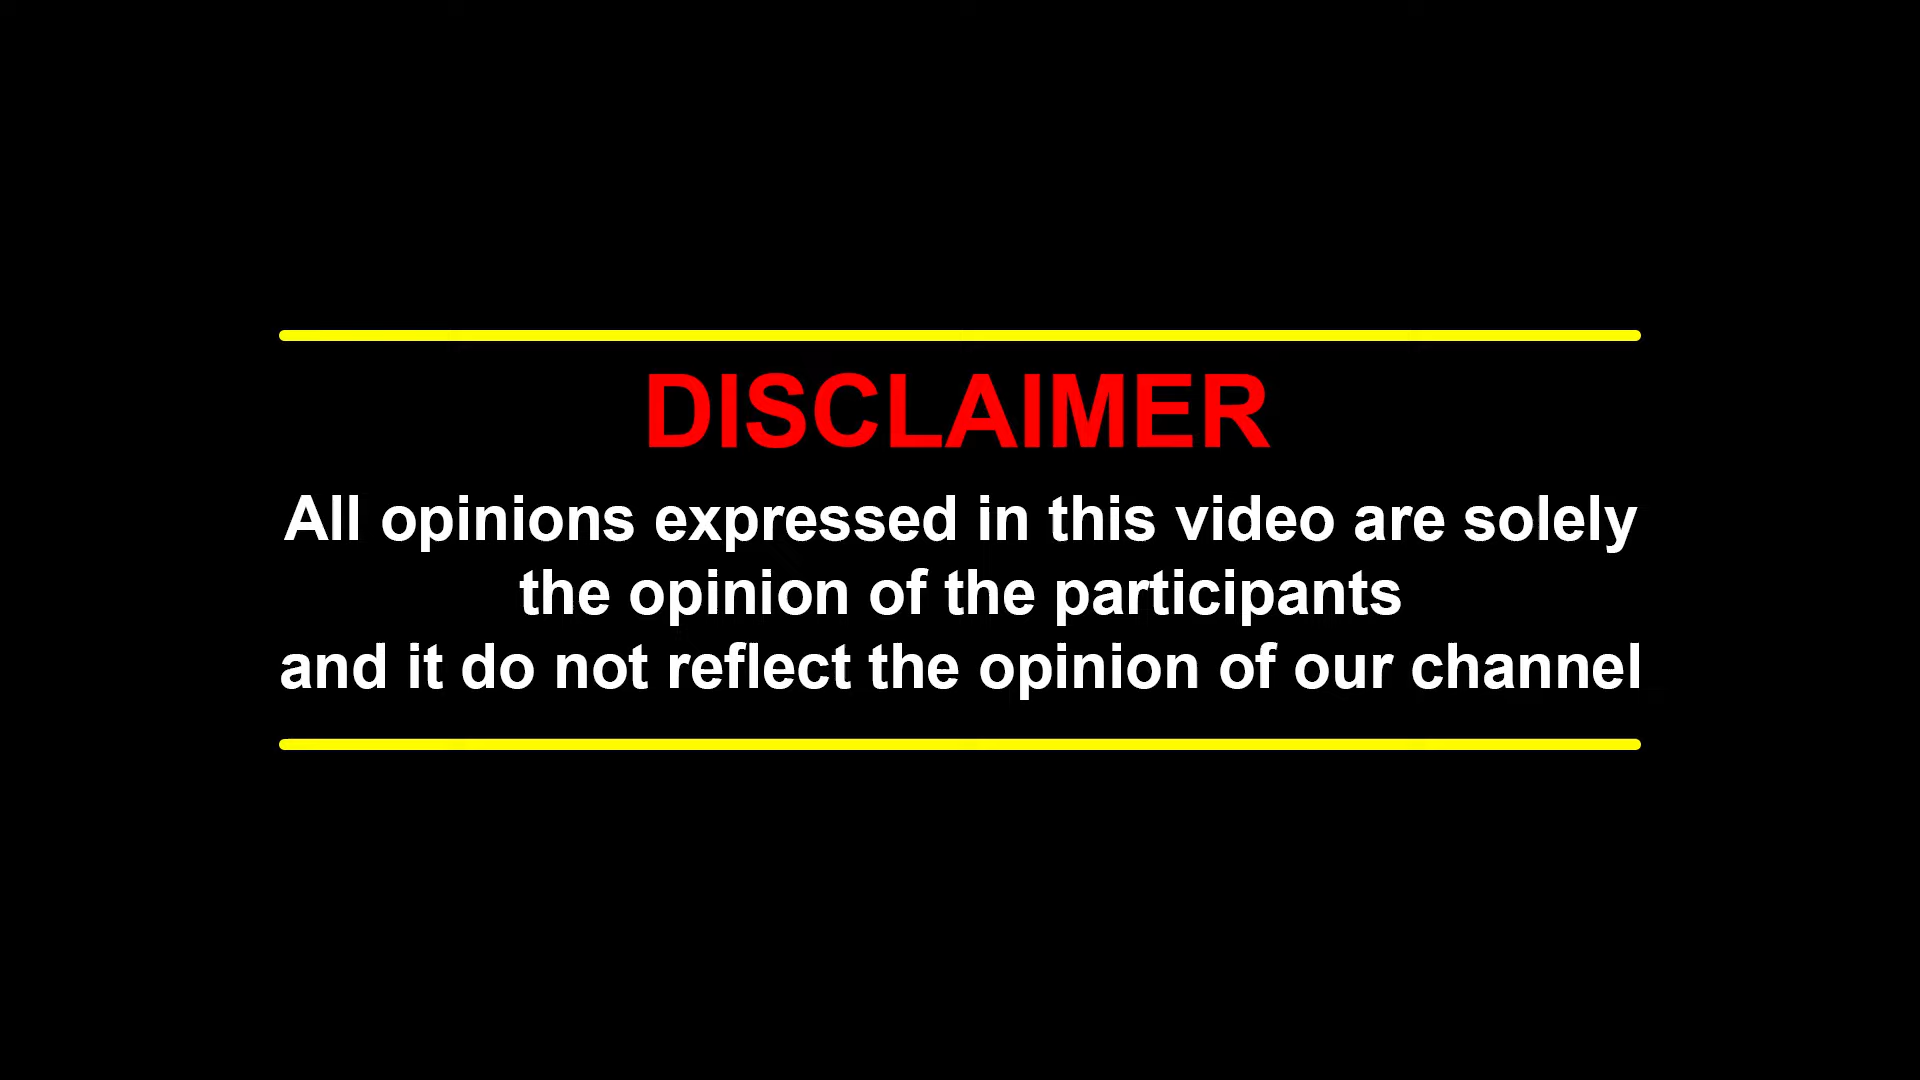 DISCLAIMER
All opinions expressed in this video are solely
the opinion of the participants
and it do not reflect the opinion of our channel